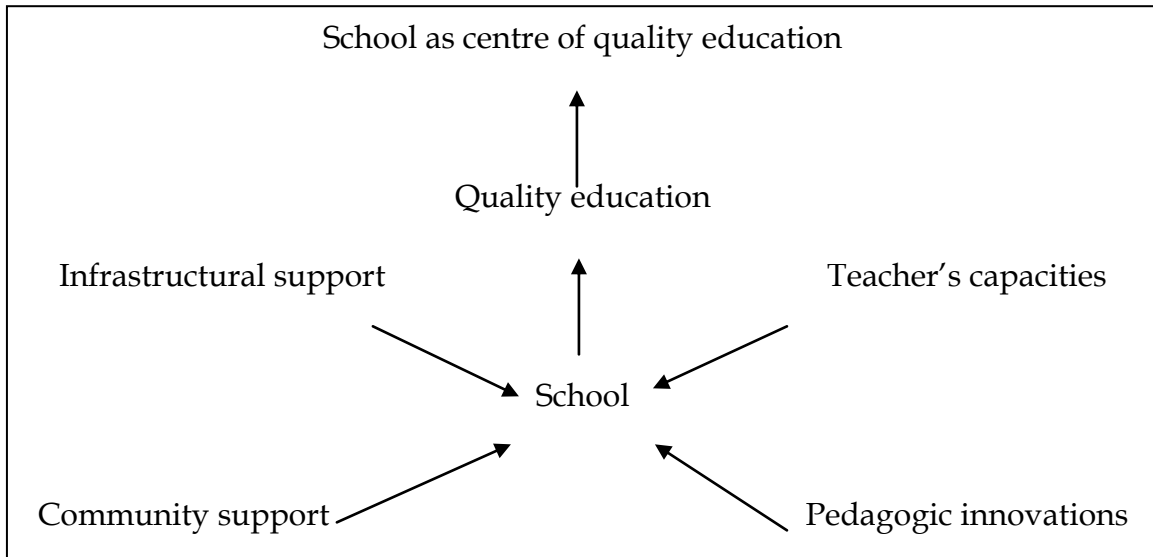 School as centre of quality education
Quality education
Infrastructural support
Teacher’s capacities
School
Community support
Pedagogic innovations